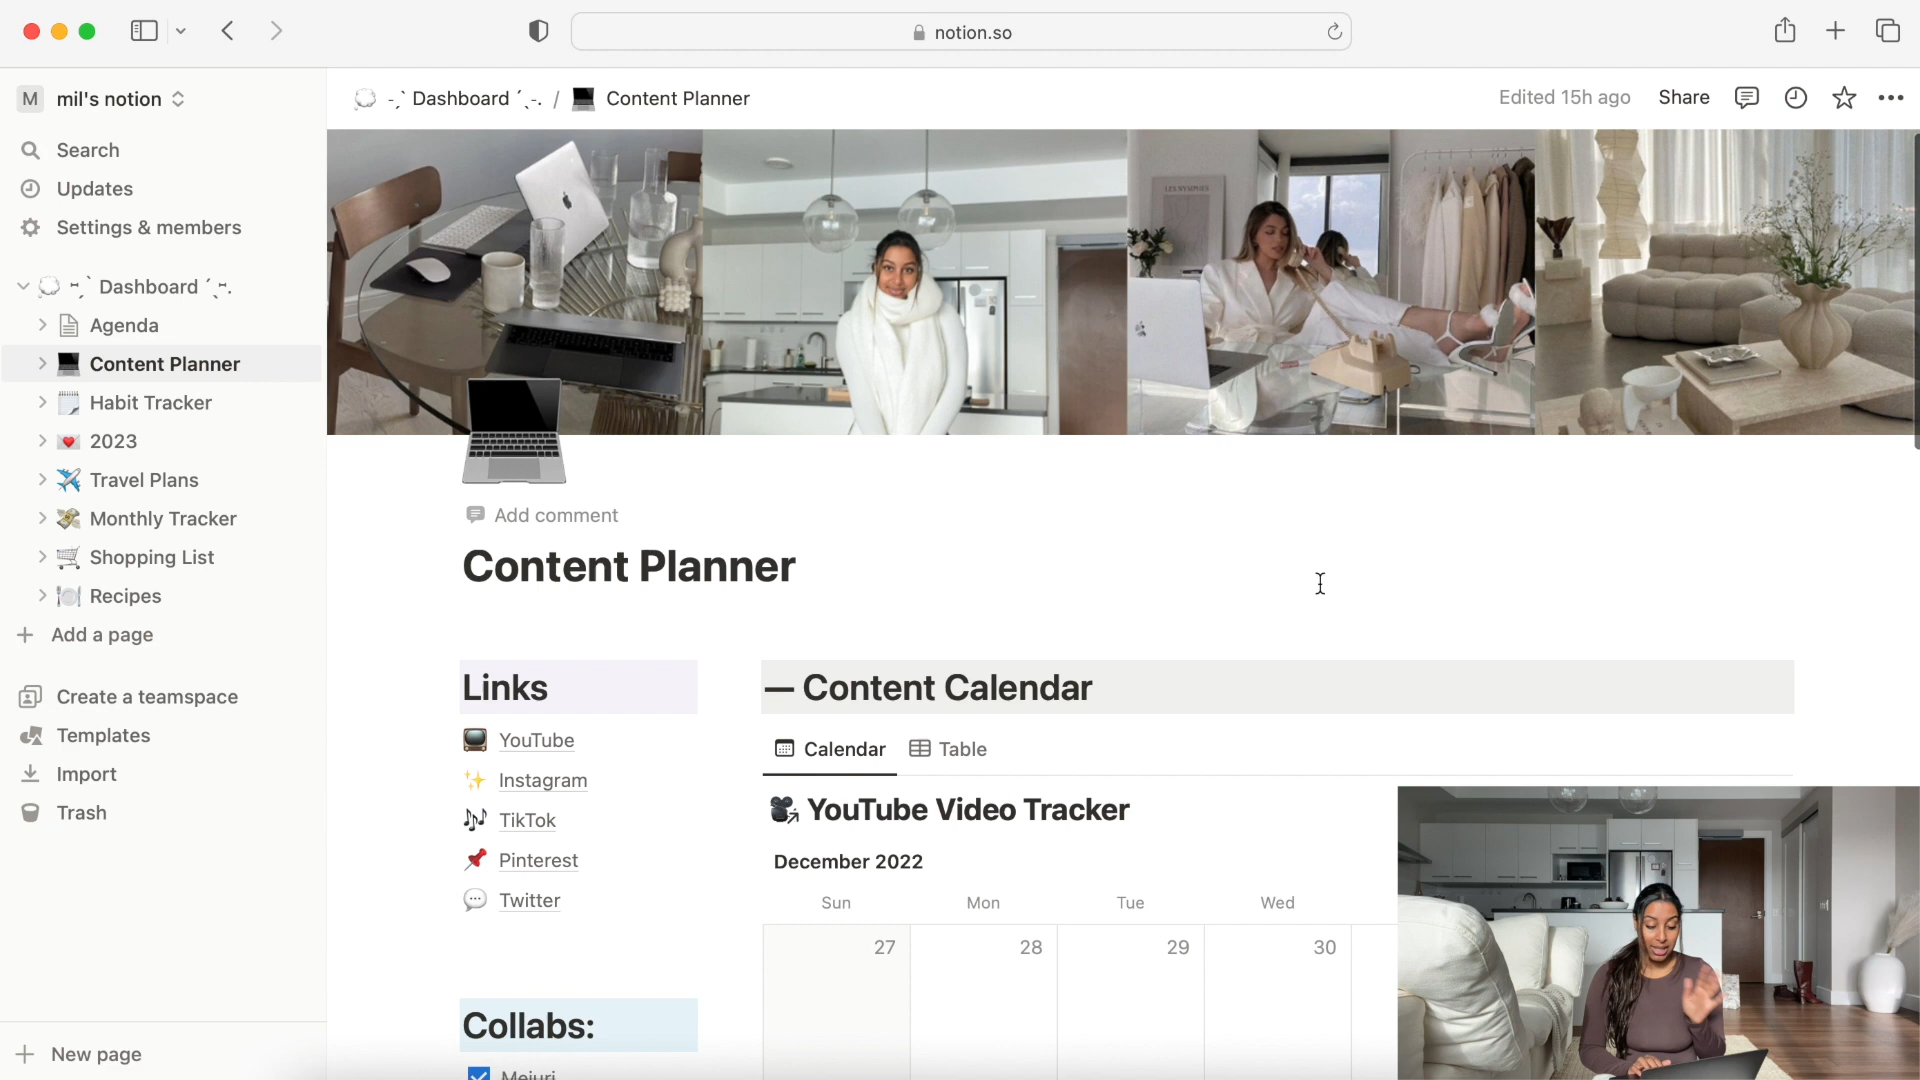 notion.so
M mil's notion
Search
Updates
Settings & members
Dashboard
Agenda
Content Planner
Habit Tracker
2023
Travel Plans
Monthly Tracker
Shopping List
Recipes
Add a page
Create a teamspace
Templates
Import
Trash
New page
Dashboard / Content Planner
Edited 15h ago Share
Add comment
Content Planner
Links
YouTube
Instagram
TikTok
Pinterest
Twitter
Collabs:
Mejuri
— Content Calendar
Calendar Table
YouTube Video Tracker
December 2022
Sun Mon Tue Wed
27 28 29 30